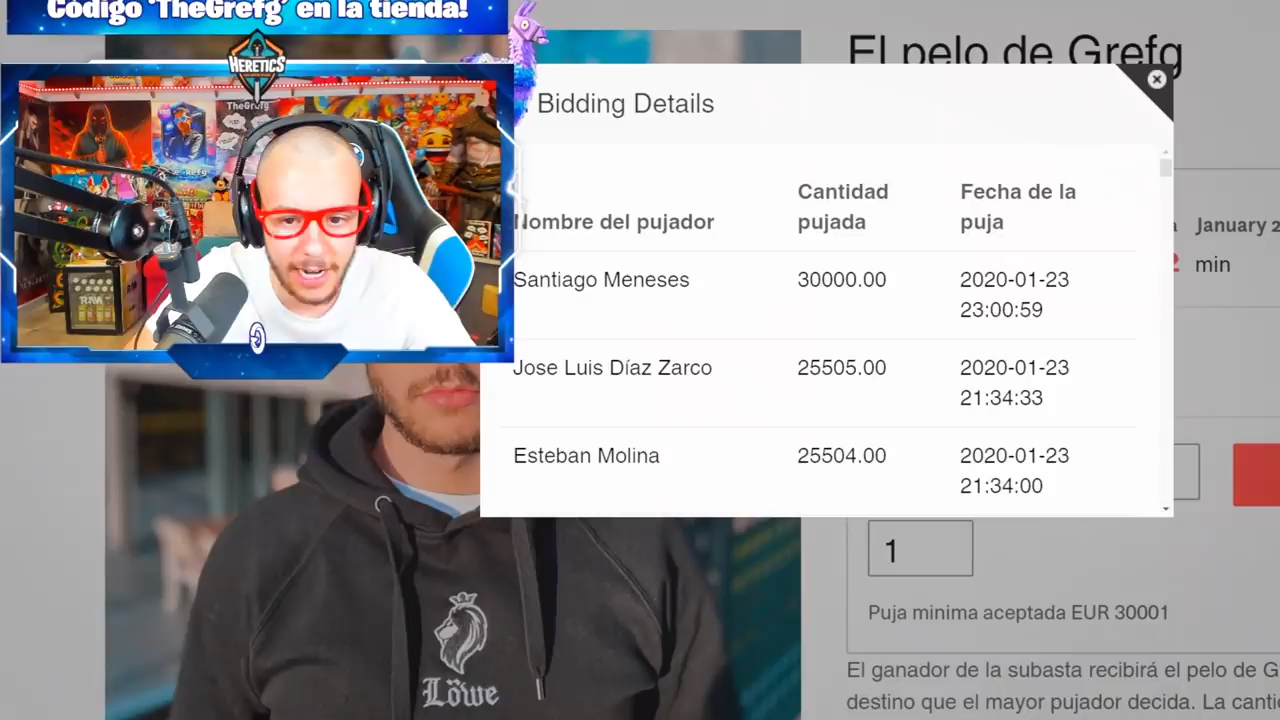 Código 'TheGrefg' en la tienda!
HERETICS
TheGrefg
El pelo de Grefg
Bidding Details
Nombre del pujador
Cantidad
pujada
Fecha de la
puja
Santiago Meneses
30000.00
2020-01-23
23:00:59
Jose Luis Díaz Zarco
25505.00
2020-01-23
21:34:33
Esteban Molina
25504.00
2020-01-23
21:34:00
January 2
min
1
Puja minima aceptada EUR 30001
El ganador de la subasta recibirá el pelo de G
destino que el mayor pujador decida. La canti
RAW
Löwe